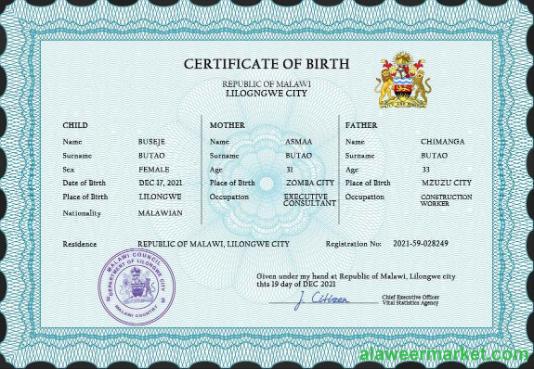 CERTIFICATE OF BIRTH
REPUBLIC OF MALAWI
LILONGWE CITY
CHILD
Name BUSEJE
Surname BUTAO
Sex FEMALE
Date of Birth DEC 17, 2021
Place of Birth LILONGWE
Nationality MALAWIAN
MOTHER
Name ASMAA
Surname BUTAO
Age 31
Place of Birth ZOMBA CITY
Occupation EXECUTIVE
CONSULTANT
FATHER
Name CHIMANGA
Surname BUTAO
Age 33
Place of Birth MZUZU CITY
Occupation CONSTRUCTION
WORKER
Residence REPUBLIC OF MALAWI, LILONGWE CITY
Registration No: 2021-59-028249
MALAWI COUNCIL
DEPARTMENT OF LILONGWE CITY
MALAWI COUNTRY
Given under my hand at Republic of Malawi, Lilongwe city
this 19 day of DEC 2021
J. Citizen
Chief Executive Officer
Vital Statistics Agency
alaweermarket.com